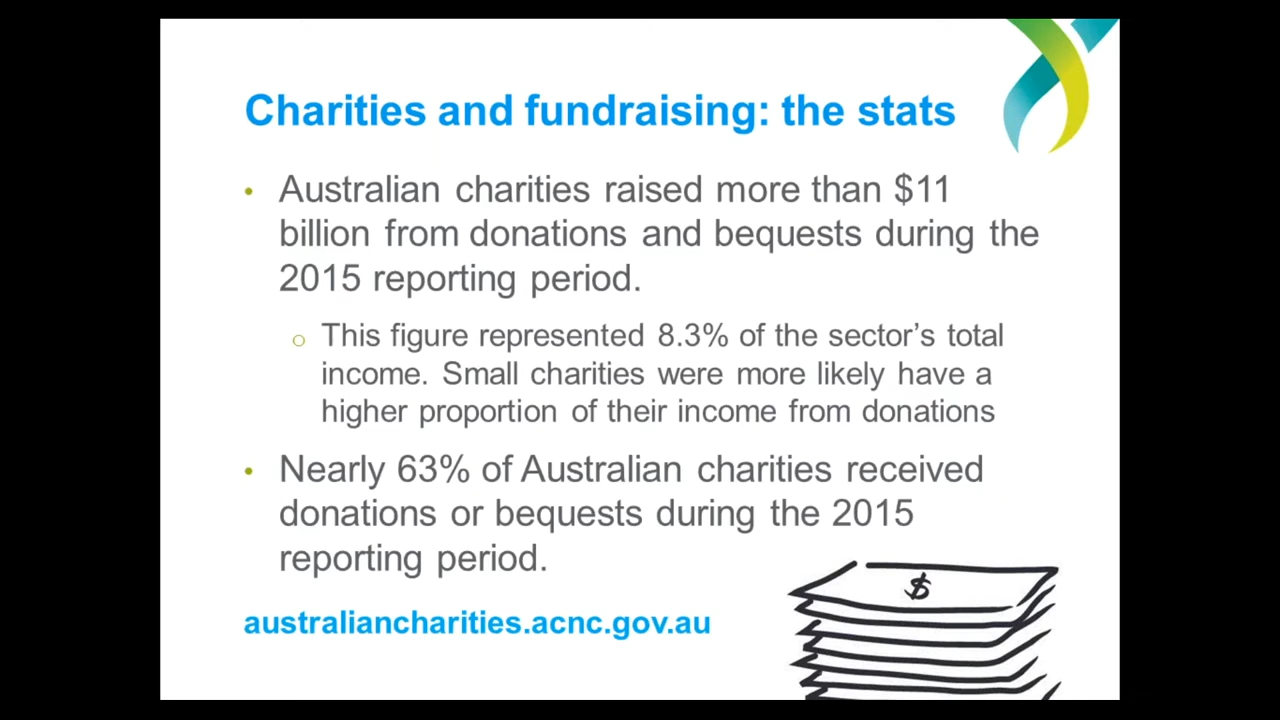 Charities and fundraising: the stats
• Australian charities raised more than $11
billion from donations and bequests during the
2015 reporting period.
o This figure represented 8.3% of the sector’s total
income. Small charities were more likely have a
higher proportion of their income from donations
• Nearly 63% of Australian charities received
donations or bequests during the 2015
reporting period.
australiancharities.acnc.gov.au
$